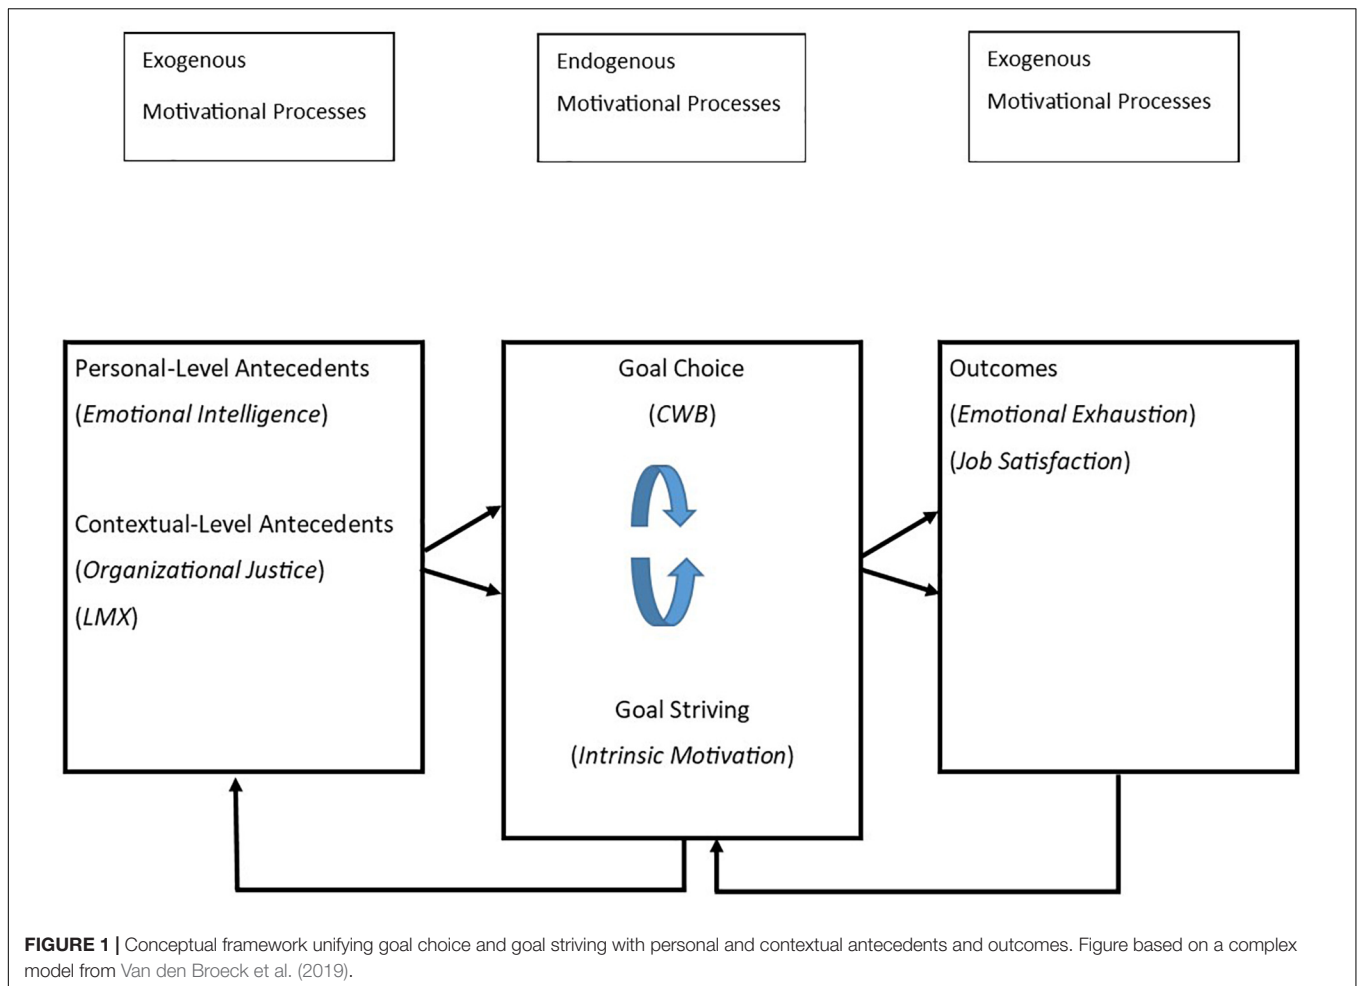 Exogenous
Motivational Processes
Endogenous
Motivational Processes
Exogenous
Motivational Processes
Personal-Level Antecedents
(Emotional Intelligence)
Contextual-Level Antecedents
(Organizational Justice)
(LMX)
Goal Choice
(CWB)
Goal Striving
(Intrinsic Motivation)
Outcomes
(Emotional Exhaustion)
(Job Satisfaction)
FIGURE 1 | Conceptual framework unifying goal choice and goal striving with personal and contextual antecedents and outcomes. Figure based on a complex
model from Van den Broeck et al. (2019).